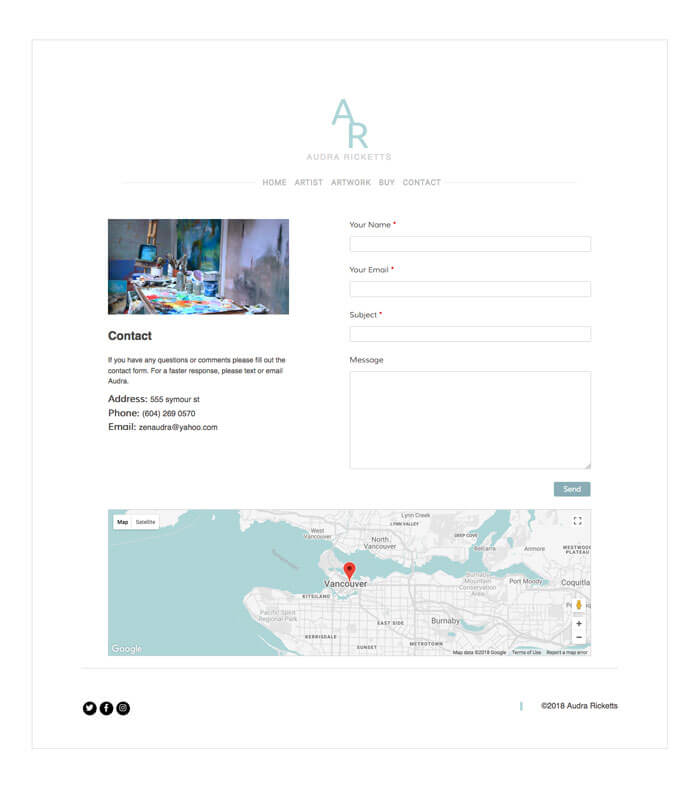 AR
AUDRA RICKETTS
HOME ARTIST ARTWORK BUY CONTACT
Contact
If you have any questions or comments please fill out the
contact form. For a faster response, please text or email
Audra.
Address: 555 symour st
Phone: (604) 269 0570
Email: zenaudra@yahoo.com
Your Name *
Your Email *
Subject *
Message
Send
Map Satellite
Lynn Creek
LYNN VALLEY
West
Vancouver
North
Vancouver
DEEP COVE
Belcarra
Anmore
WESTWOOD
PLATEAU
Burnaby
Mountain
Conservation
Area
Port Moody
Coquitla
Vancouver
KITSILANO
Pacific Spirit
Regional Park
EAST SIDE
Burnaby
KERRISDALE
SUNSET
METROTOWN
+
−
Google
Map data ©2018 Google Terms of Use Report a map error
©2018 Audra Ricketts